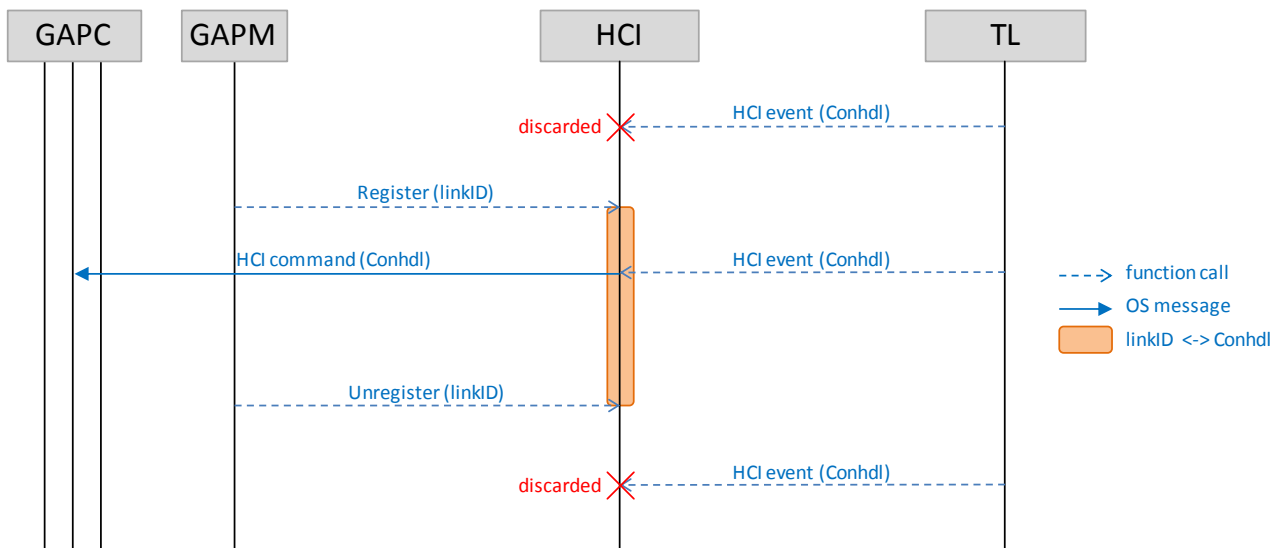 GAPC
GAPM
HCI
TL
HCI event (Conhdl)
discarded
Register (linkID)
HCI command (Conhdl)
HCI event (Conhdl)
function call
OS message
linkID <-> Conhdl
Unregister (linkID)
HCI event (Conhdl)
discarded